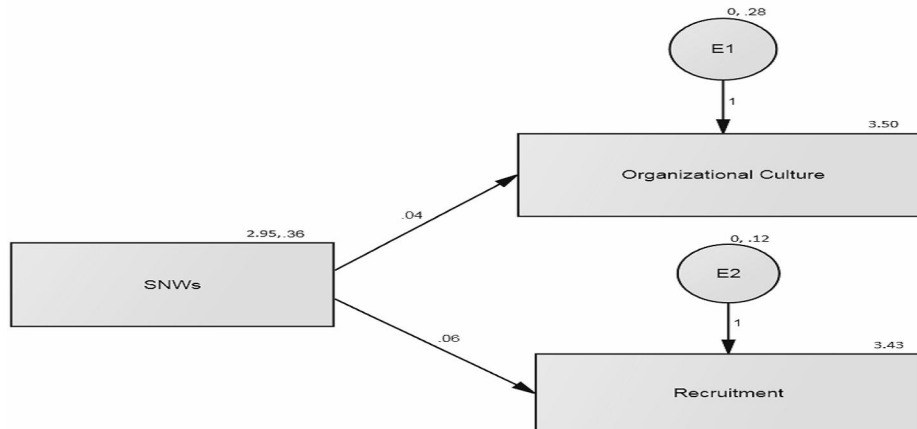 0, .28
E1
1
3.50
Organizational Culture
.04
2.95,.36
SNWs
0, .12
E2
.06
1
3.43
Recruitment